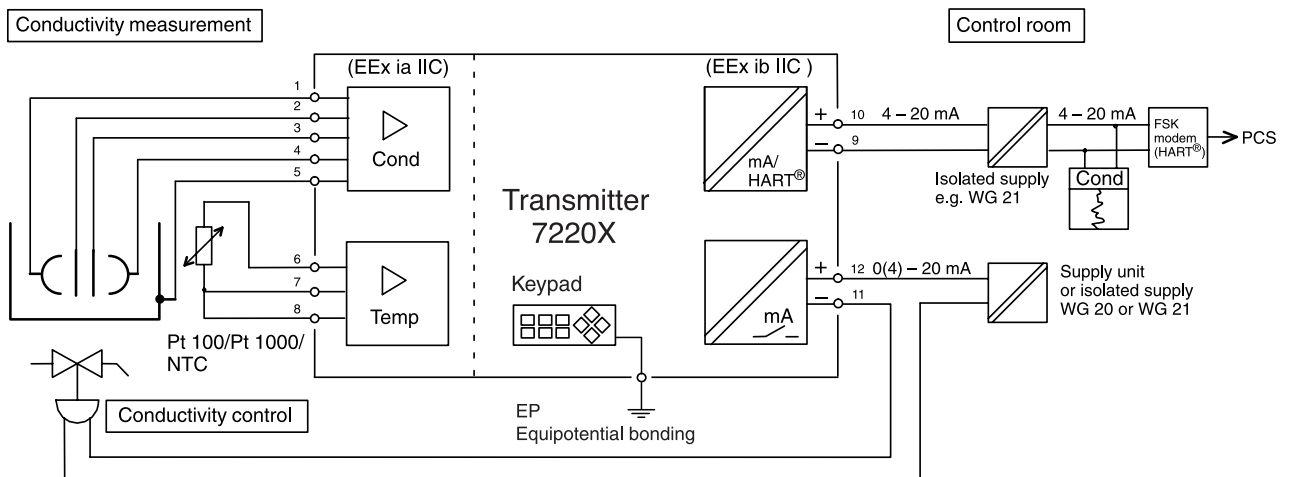 Conductivity measurement
Control room
(EEx ia IIC)
(EEx ib IIC )
1
2
3
4
5
Cond
+
10
4 – 20 mA
4 – 20 mA
–
9
mA/
HART®
FSK
modem
(HART®)
PCS
Isolated supply
e.g. WG 21
Cond
Transmitter
7220X
6
7
8
Temp
Pt 100/Pt 1000/
NTC
Keypad
+
12
0(4) – 20 mA
–
11
mA
Supply unit
or isolated supply
WG 20 or WG 21
Conductivity control
EP
Equipotential bonding